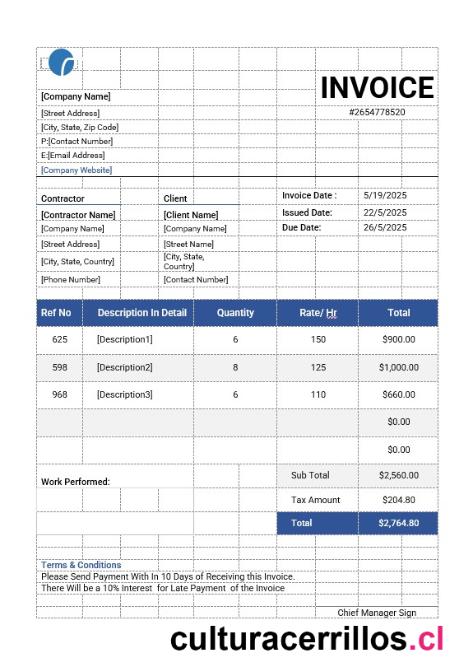 INVOICE
[Company Name]
#2654778520
[Street Address]
[City, State, Zip Code]
P:[Contact Number]
E:[Email Address]
[Company Website]
Contractor Client Invoice Date : 5/19/2025
[Contractor Name] [Client Name] Issued Date: 22/5/2025
[Company Name] [Company Name] Due Date: 26/5/2025
[Street Address] [Street Name]
[City, State, Country] [City, State,
Country]
[Phone Number] [Contact Number]
Ref No Description In Detail Quantity Rate/ Hr Total
625 [Description1] 6 150 $900.00
598 [Description2] 8 125 $1,000.00
968 [Description3] 6 110 $660.00
$0.00
$0.00
Sub Total $2,560.00
Work Performed:
Tax Amount $204.80
Total $2,764.80
Terms & Conditions
Please Send Payment With In 10 Days of Receiving this Invoice.
There Will be a 10% Interest for Late Payment of the Invoice
Chief Manager Sign
culturacerrillos.cl